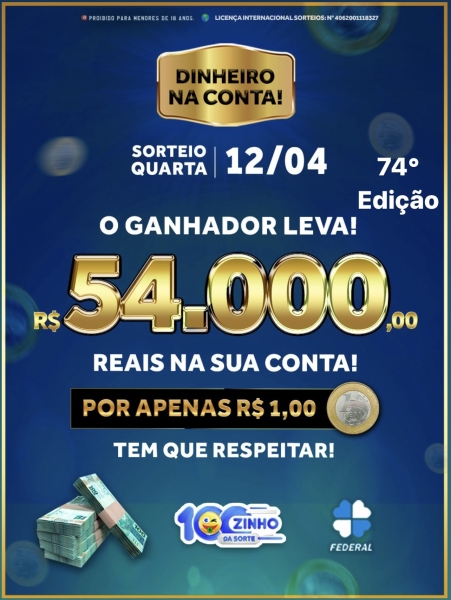 PROIBIDO PARA MENORES DE 18 ANOS.
LICENÇA INTERNACIONAL SORTEIOS: Nº 4062001118327
DINHEIRO
NA CONTA!
SORTEIO
QUARTA
12/04
74°
Edição
O GANHADOR LEVA!
R$ 54.000,00
REAIS NA SUA CONTA!
POR APENAS R$ 1,00
TEM QUE RESPEITAR!
100ZINHO
DA SORTE
FEDERAL